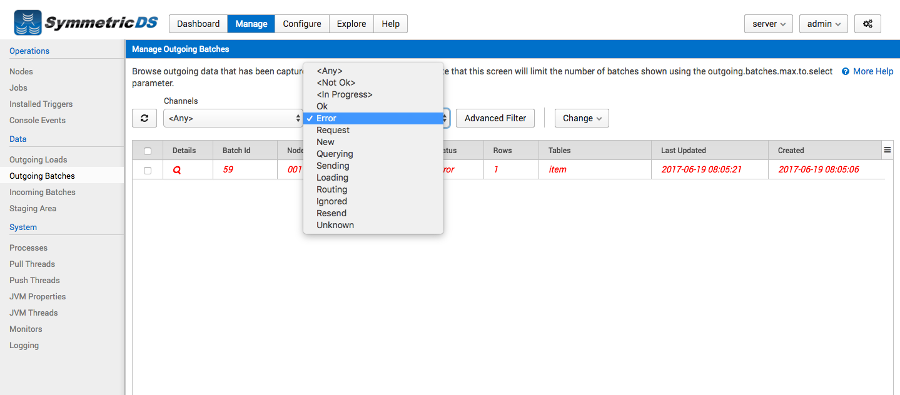 SymmetricDS
Dashboard Manage Configure Explore Help server admin
Operations
Nodes
Jobs
Installed Triggers
Console Events
Data
Outgoing Loads
Outgoing Batches
Incoming Batches
Staging Area
System
Processes
Pull Threads
Push Threads
JVM Properties
JVM Threads
Monitors
Logging
Manage Outgoing Batches
Browse outgoing data that has been captur
e that this screen will limit the number of batches shown using the outgoing.batches.max.to.select
parameter.
More Help
Channels
<Any>
<Any>
<Not Ok>
<In Progress>
Ok
✓ Error
Request
New
Querying
Sending
Loading
Routing
Ignored
Resend
Unknown
Advanced Filter
Change
Details Batch Id Node tatus Rows Tables Last Updated Created
59 001 rror 1 item 2017-06-19 08:05:21 2017-06-19 08:05:06